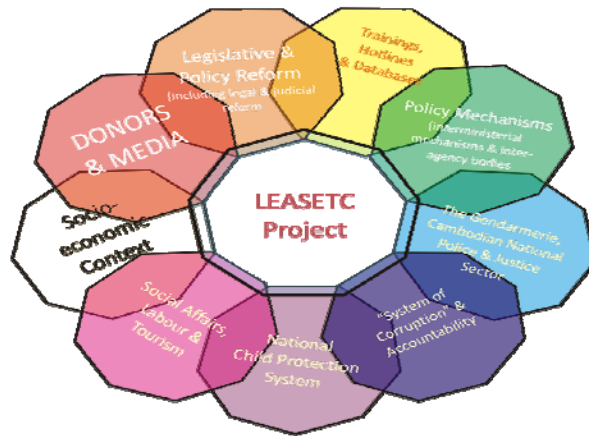 Legislative &
Policy Reform
(including legal & judicial
reform
Trainings,
Hotlines
& Databases
Policy Mechanisms
(interministerial
mechanisms & inter-
agency bodies
The Gendarmerie,
Cambodian National
Police & Justice
Sector
"System of
Corruption" &
Accountability
National
Child Protection
System
Social Affairs,
Labour &
Tourism
Socio-
economic
Context
DONORS
& MEDIA
LEASETC
Project